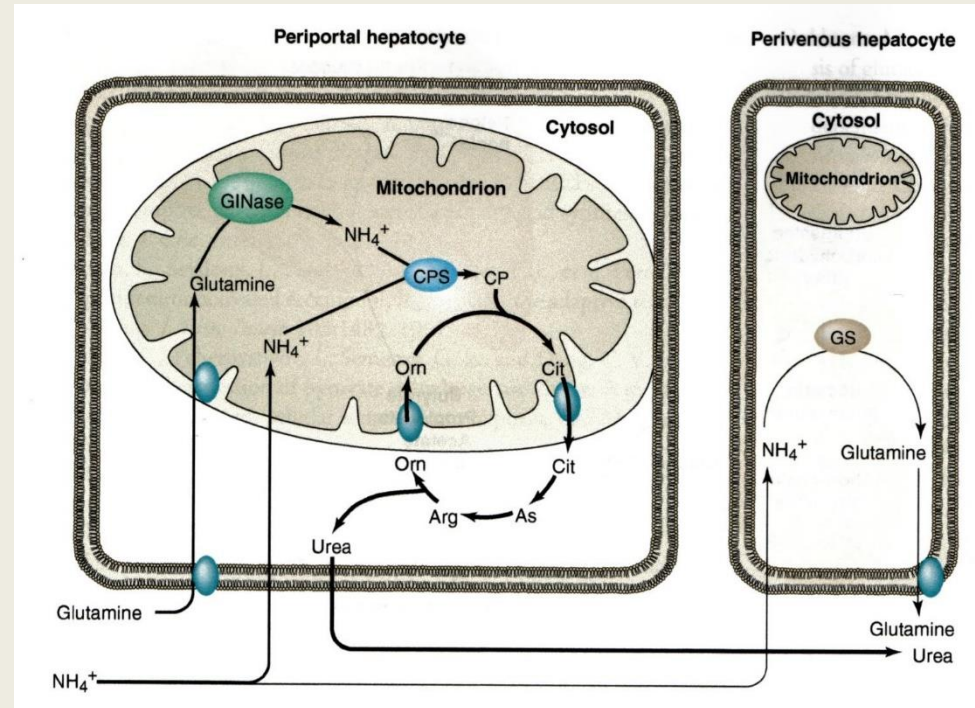 Periportal hepatocyte
Perivenous hepatocyte
Cytosol
Mitochondrion
GlNase
NH4+
CPS
CP
Glutamine
NH4+
Orn
Cit
Orn
Cit
Arg
As
Urea
Glutamine
NH4+
Cytosol
Mitochondrion
GS
NH4+
Glutamine
Glutamine
Urea